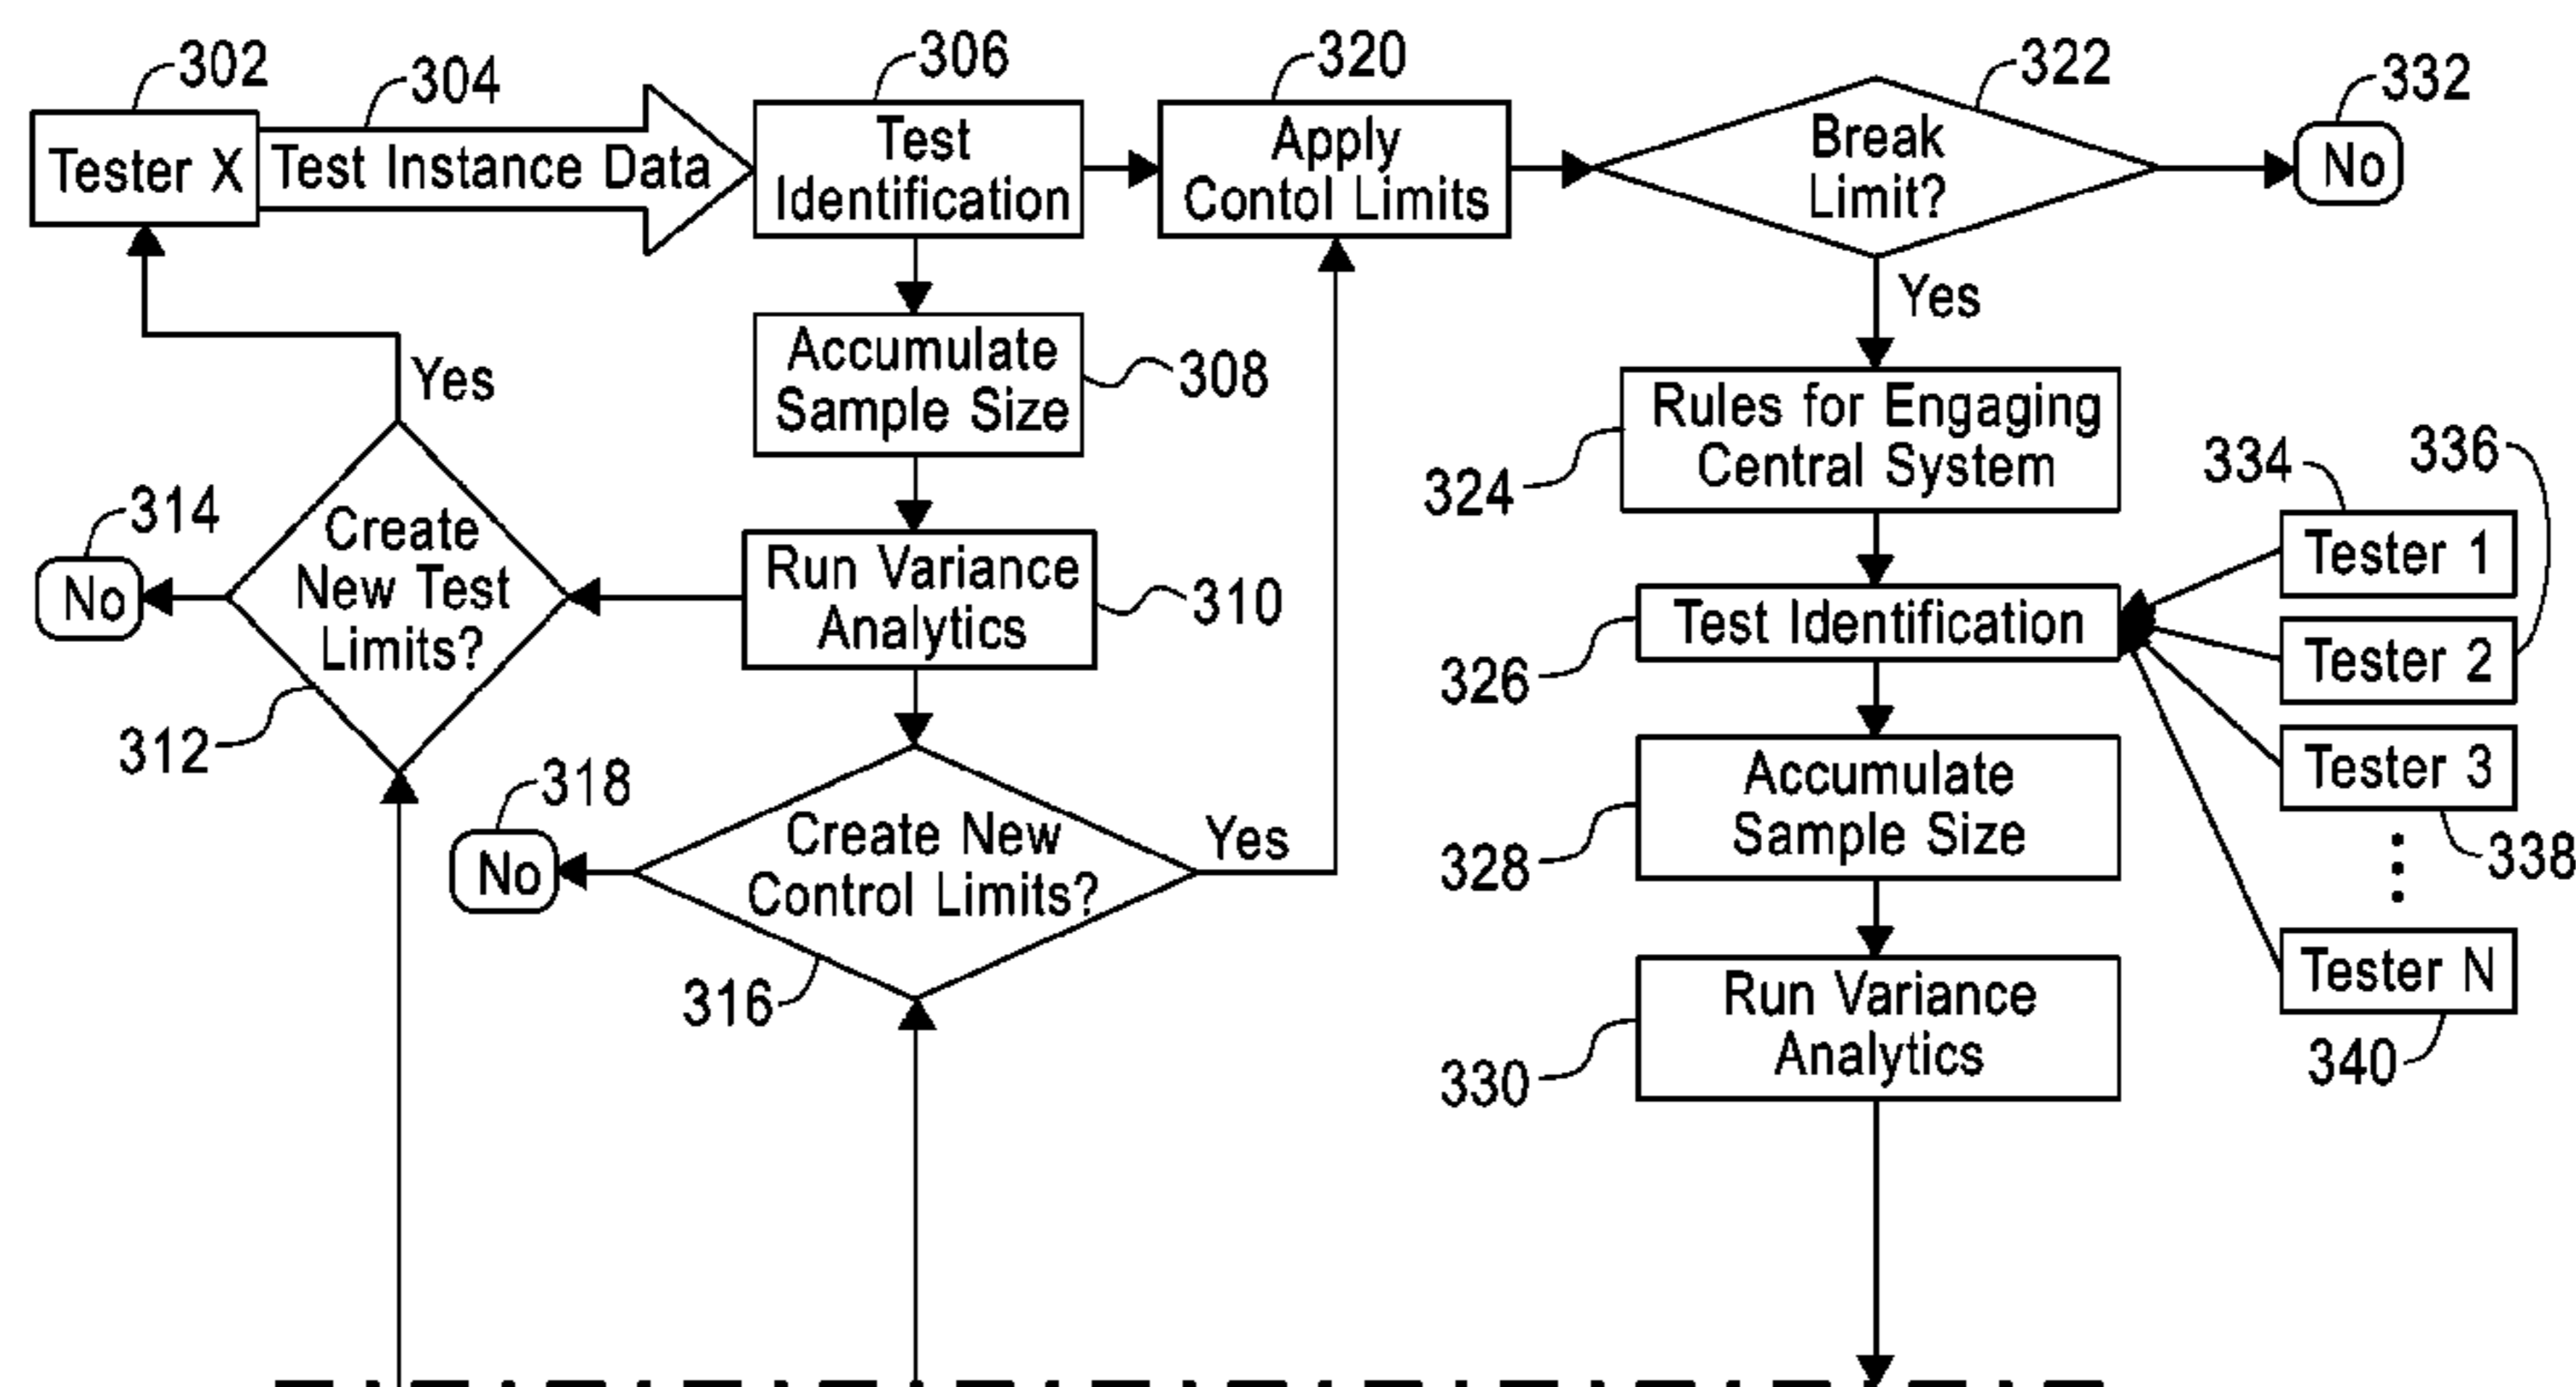 302
304
306
320
322
332
Tester X
Test Instance Data
Test
Identification
Apply
Contol Limits
Break
Limit?
No
Yes
Accumulate
Sample Size
308
Yes
Rules for Engaging
Central System
324
334
336
314
No
Create
New Test
Limits?
312
Run Variance
Analytics
310
Test Identification
326
Tester 1
Tester 2
Tester 3
338
Tester N
340
318
No
Create New
Control Limits?
Yes
316
Accumulate
Sample Size
328
Run Variance
Analytics
330